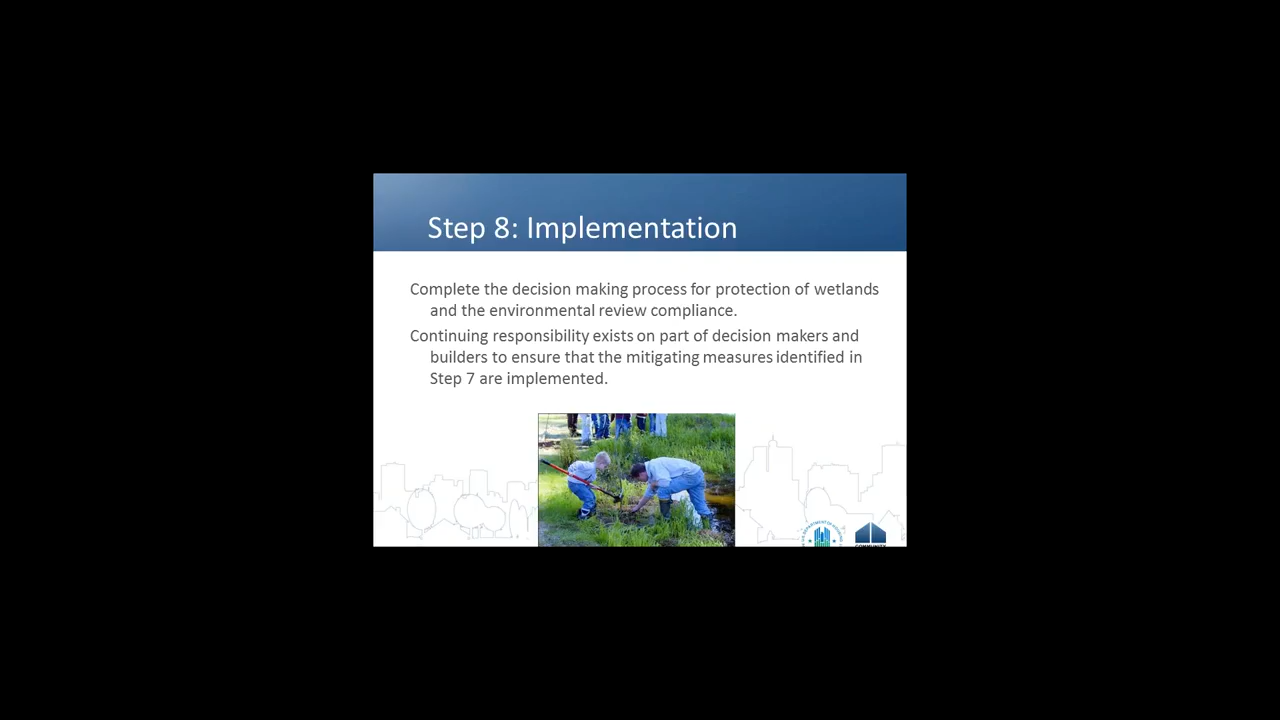 Step 8: Implementation
Complete the decision making process for protection of wetlands
and the environmental review compliance.
Continuing responsibility exists on part of decision makers and
builders to ensure that the mitigating measures identified in
Step 7 are implemented.